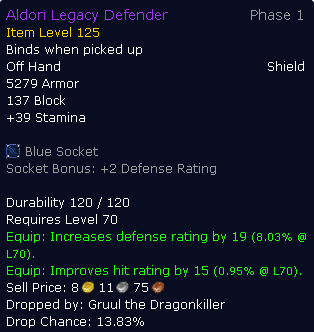 Aldori Legacy Defender Phase 1
Item Level 125
Binds when picked up
Off Hand Shield
5279 Armor
137 Block
+39 Stamina
Blue Socket
Socket Bonus: +2 Defense Rating
Durability 120 / 120
Requires Level 70
Equip: Increases defense rating by 19 (8.03% @
L70).
Equip: Improves hit rating by 15 (0.95% @ L70).
Sell Price: 8 11 75
Dropped by: Gruul the Dragonkiller
Drop Chance: 13.83%